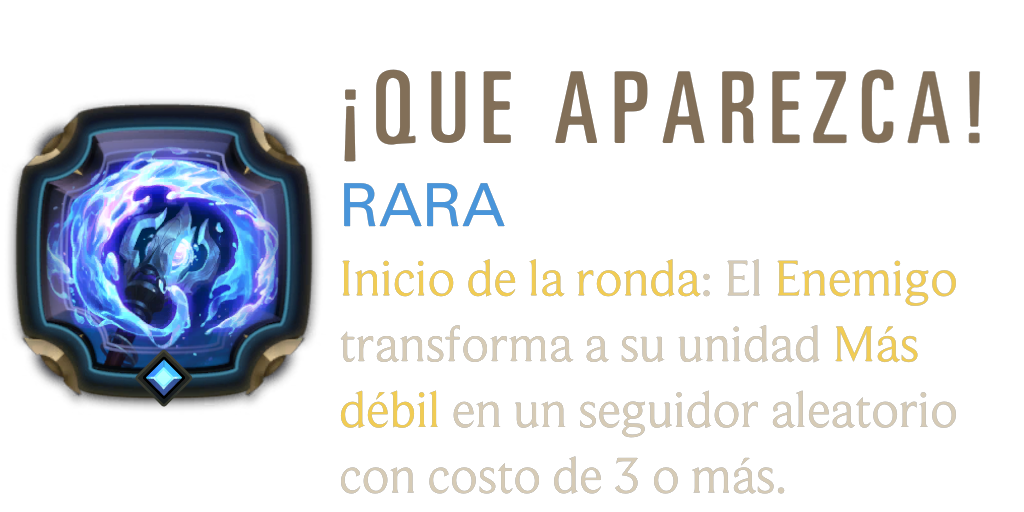 ¡QUE APAREZCA!
RARA
Inicio de la ronda: El Enemigo
transforma a su unidad Más
débil en un seguidor aleatorio
con costo de 3 o más.